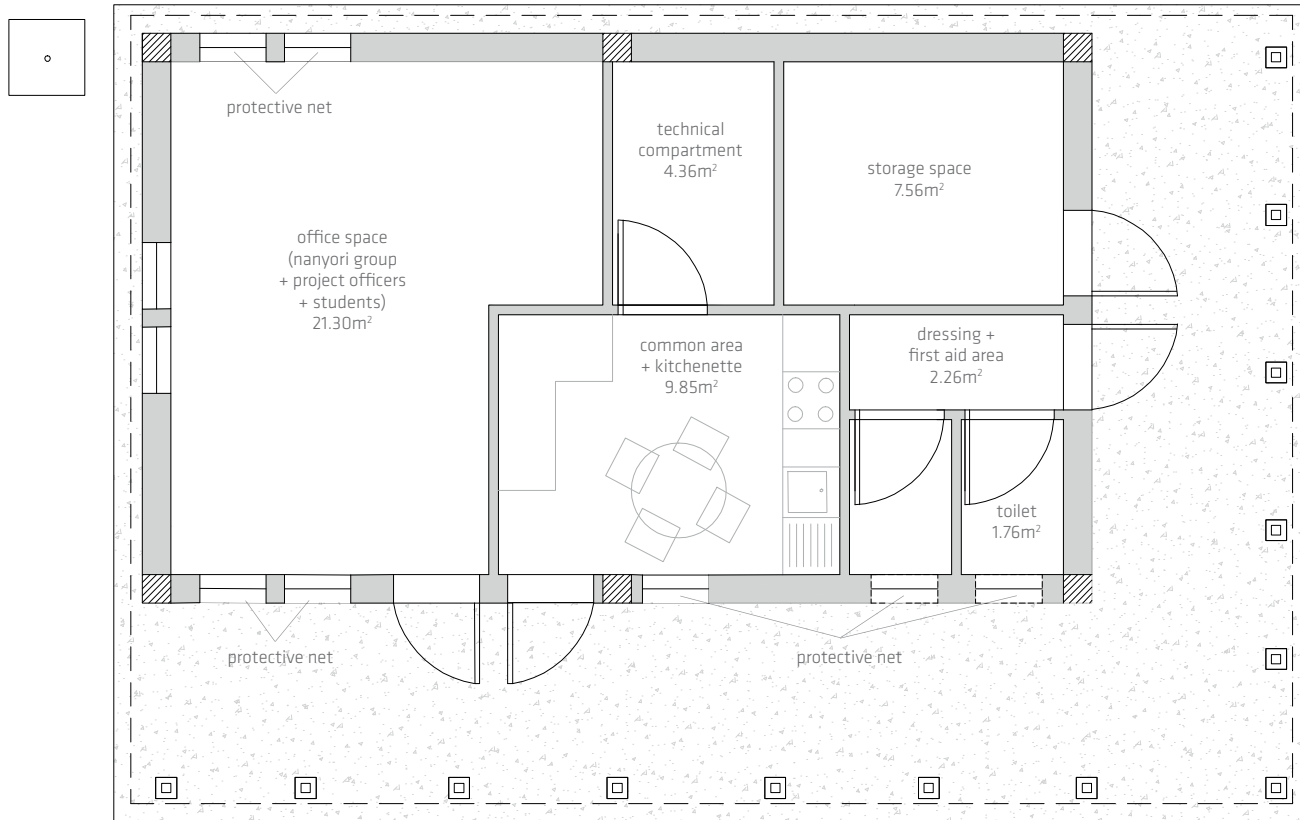 protective net
technical
compartment
4.36m²
storage space
7.56m²
office space
(nanyori group
+ project officers
+ students)
21.30m²
common area
+ kitchenette
9.85m²
dressing +
first aid area
2.26m²
toilet
1.76m²
protective net
protective net